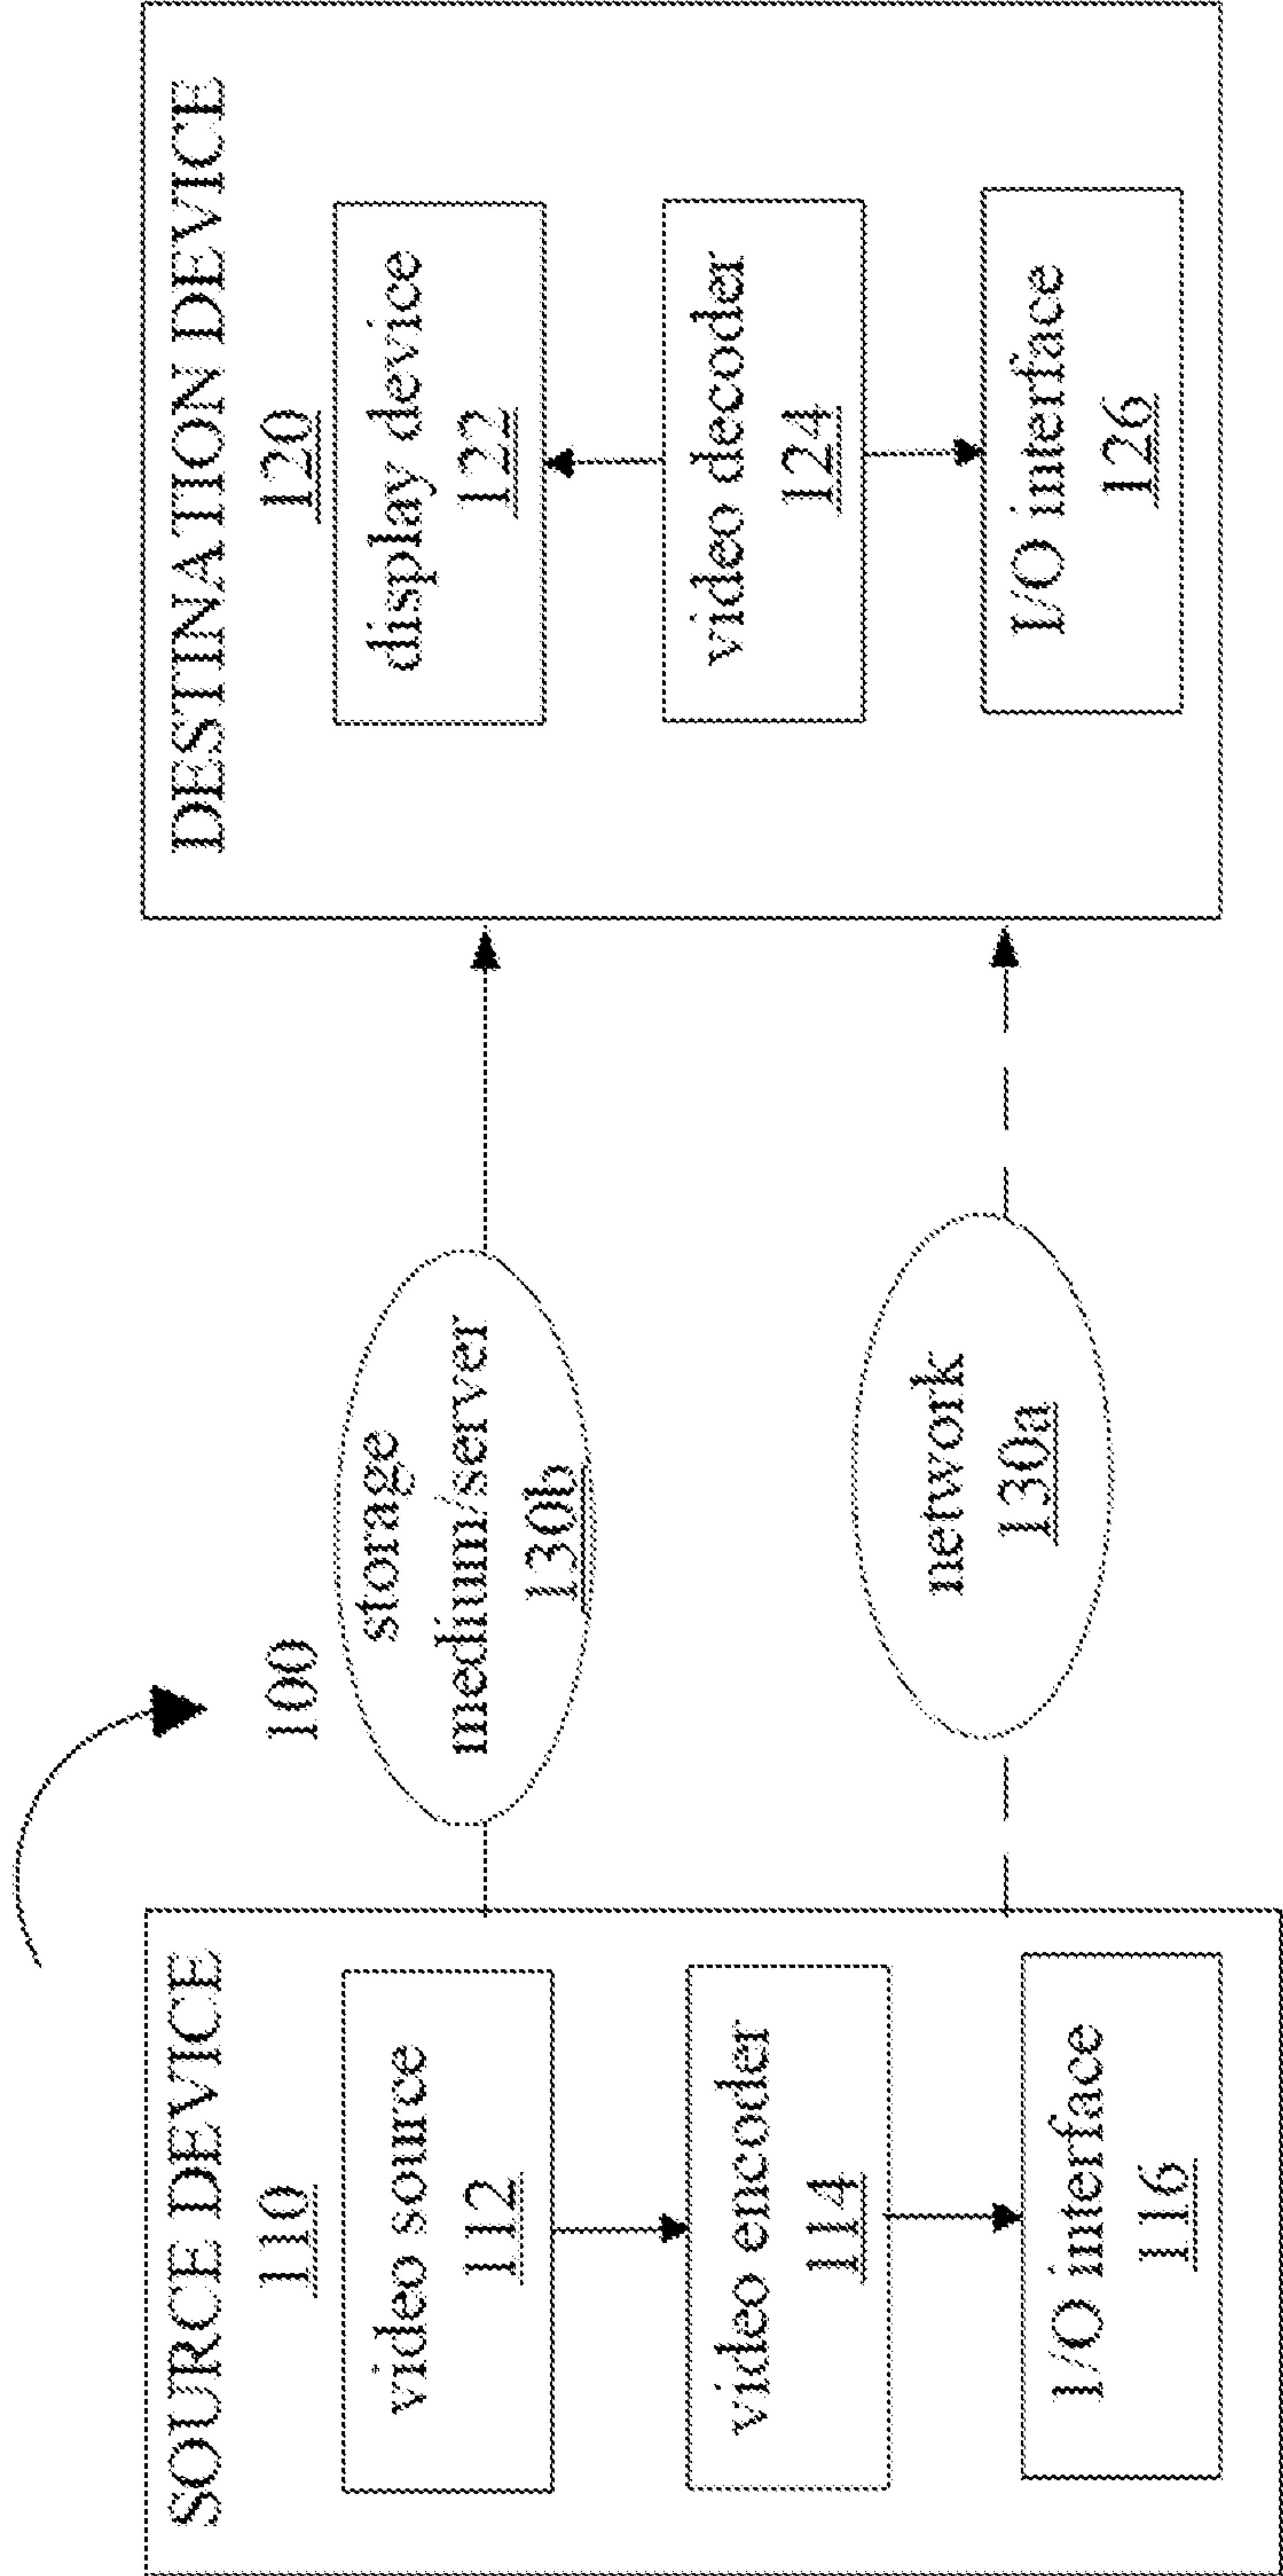 100
SOURCE DEVICE
110
video source
112
video encoder
114
I/O interface
116
storage
medium/server
130b
network
130a
DESTINATION DEVICE
120
display device
122
video decoder
124
I/O interface
126